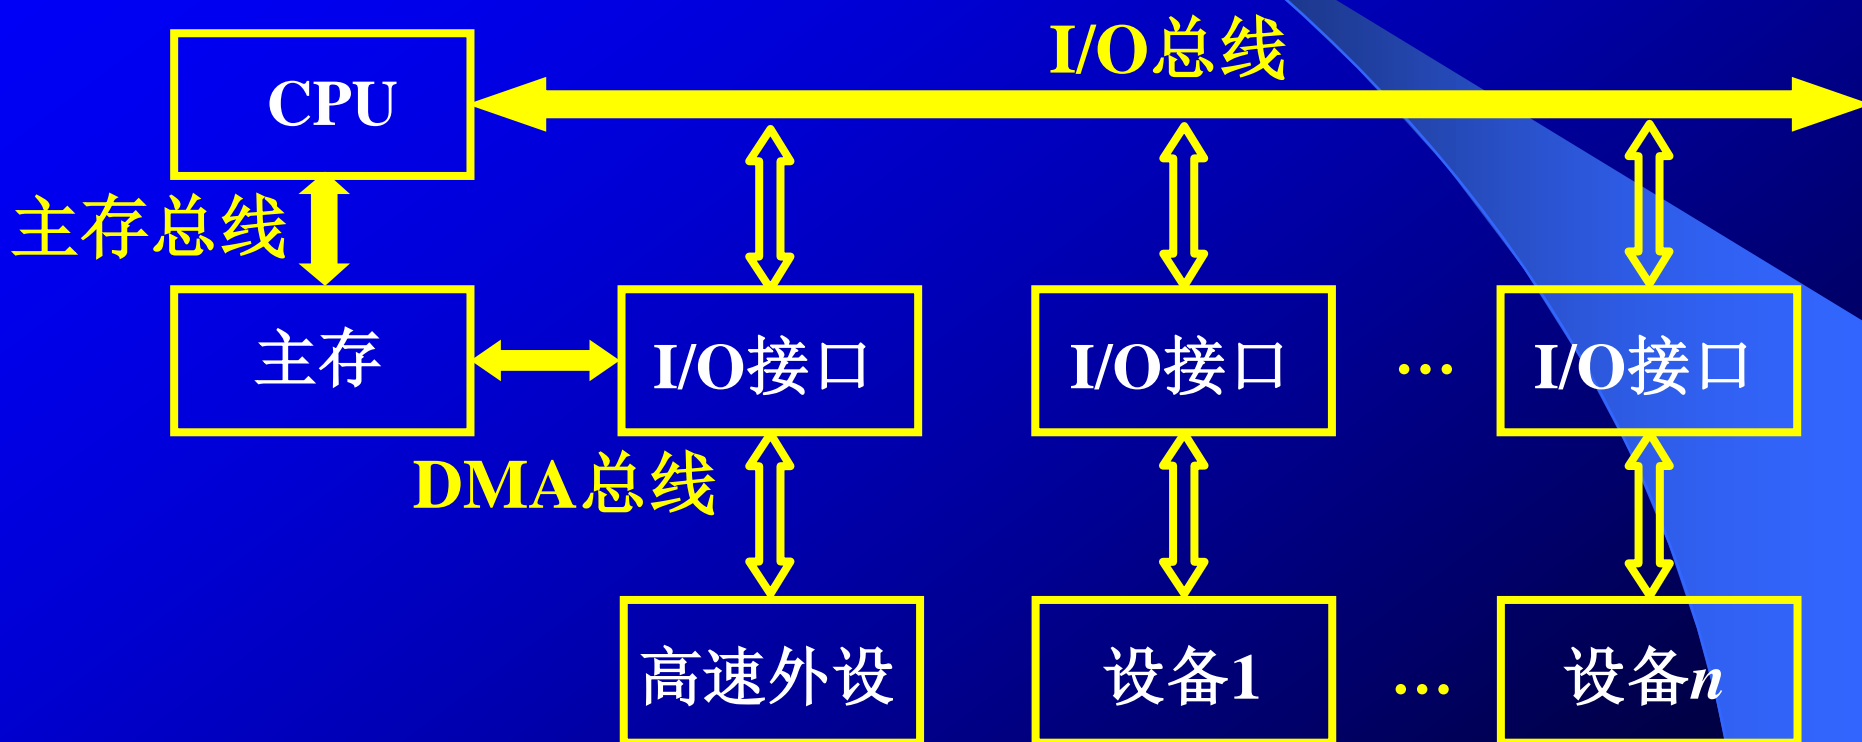 I/O总线
CPU
主存总线
主存
I/O接口
I/O接口
…
I/O接口
DMA总线
高速外设
设备1
…
设备n